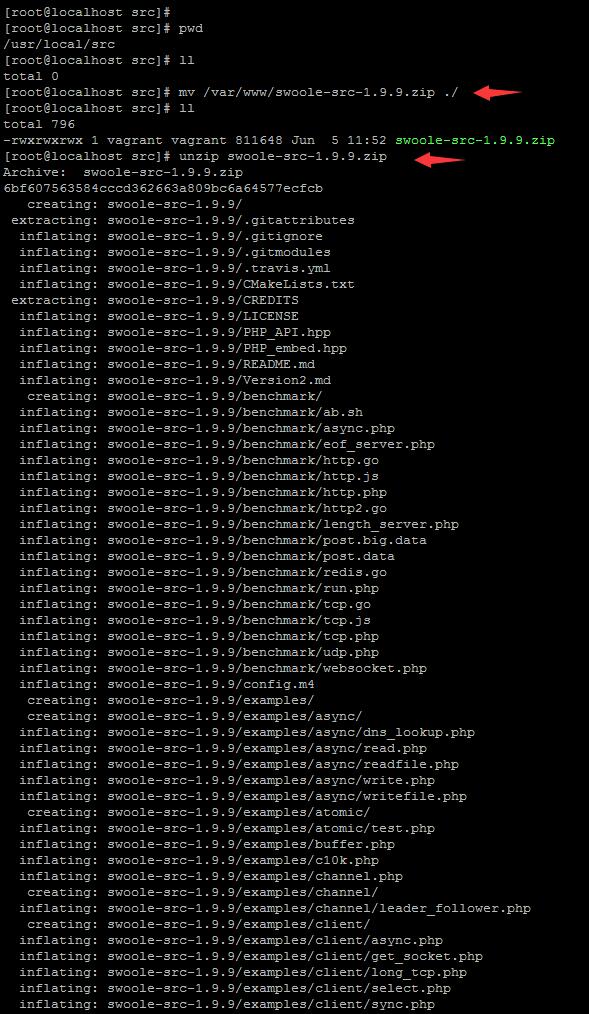 [root@localhost src]#
[root@localhost src]# pwd
/usr/local/src
[root@localhost src]# ll
total 0
[root@localhost src]# mv /var/www/swoole-src-1.9.9.zip ./
[root@localhost src]# ll
total 796
-rwxrwxrwx 1 vagrant vagrant 811648 Jun  5 11:52 swoole-src-1.9.9.zip
[root@localhost src]# unzip swoole-src-1.9.9.zip
Archive:  swoole-src-1.9.9.zip
6bf607563584cccd362663a809bc6a64577ecfcb
   creating: swoole-src-1.9.9/
 extracting: swoole-src-1.9.9/.gitattributes
  inflating: swoole-src-1.9.9/.gitignore
  inflating: swoole-src-1.9.9/.gitmodules
  inflating: swoole-src-1.9.9/.travis.yml
  inflating: swoole-src-1.9.9/CMakeLists.txt
 extracting: swoole-src-1.9.9/CREDITS
  inflating: swoole-src-1.9.9/LICENSE
  inflating: swoole-src-1.9.9/PHP_API.hpp
  inflating: swoole-src-1.9.9/PHP_embed.hpp
  inflating: swoole-src-1.9.9/README.md
  inflating: swoole-src-1.9.9/Version2.md
   creating: swoole-src-1.9.9/benchmark/
  inflating: swoole-src-1.9.9/benchmark/ab.sh
  inflating: swoole-src-1.9.9/benchmark/async.php
  inflating: swoole-src-1.9.9/benchmark/eof_server.php
  inflating: swoole-src-1.9.9/benchmark/http.go
  inflating: swoole-src-1.9.9/benchmark/http.js
  inflating: swoole-src-1.9.9/benchmark/http.php
  inflating: swoole-src-1.9.9/benchmark/http2.go
  inflating: swoole-src-1.9.9/benchmark/length_server.php
  inflating: swoole-src-1.9.9/benchmark/post.big.data
  inflating: swoole-src-1.9.9/benchmark/post.data
  inflating: swoole-src-1.9.9/benchmark/redis.go
  inflating: swoole-src-1.9.9/benchmark/run.php
  inflating: swoole-src-1.9.9/benchmark/tcp.go
  inflating: swoole-src-1.9.9/benchmark/tcp.js
  inflating: swoole-src-1.9.9/benchmark/tcp.php
  inflating: swoole-src-1.9.9/benchmark/udp.php
  inflating: swoole-src-1.9.9/benchmark/websocket.php
  inflating: swoole-src-1.9.9/config.m4
   creating: swoole-src-1.9.9/examples/
   creating: swoole-src-1.9.9/examples/async/
  inflating: swoole-src-1.9.9/examples/async/dns_lookup.php
  inflating: swoole-src-1.9.9/examples/async/read.php
  inflating: swoole-src-1.9.9/examples/async/readfile.php
  inflating: swoole-src-1.9.9/examples/async/write.php
  inflating: swoole-src-1.9.9/examples/async/writefile.php
   creating: swoole-src-1.9.9/examples/atomic/
  inflating: swoole-src-1.9.9/examples/atomic/test.php
  inflating: swoole-src-1.9.9/examples/buffer.php
  inflating: swoole-src-1.9.9/examples/c10k.php
  inflating: swoole-src-1.9.9/examples/channel.php
   creating: swoole-src-1.9.9/examples/channel/
  inflating: swoole-src-1.9.9/examples/channel/leader_follower.php
   creating: swoole-src-1.9.9/examples/client/
  inflating: swoole-src-1.9.9/examples/client/async.php
  inflating: swoole-src-1.9.9/examples/client/get_socket.php
  inflating: swoole-src-1.9.9/examples/client/long_tcp.php
  inflating: swoole-src-1.9.9/examples/client/select.php
  inflating: swoole-src-1.9.9/examples/client/sync.php